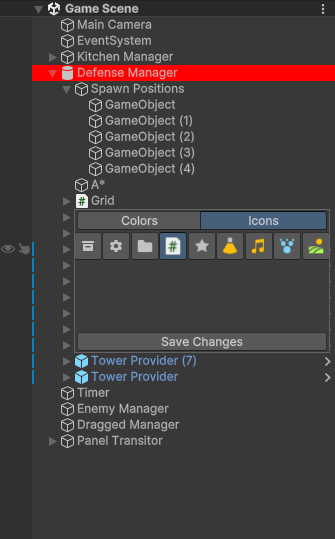 Game Scene
Main Camera
EventSystem
Kitchen Manager
Defense Manager
Spawn Positions
GameObject
GameObject (1)
GameObject (2)
GameObject (3)
GameObject (4)
A*
# Grid
Colors Icons
#
Save Changes
Tower Provider (7)
Tower Provider
Timer
Enemy Manager
Dragged Manager
Panel Transitor